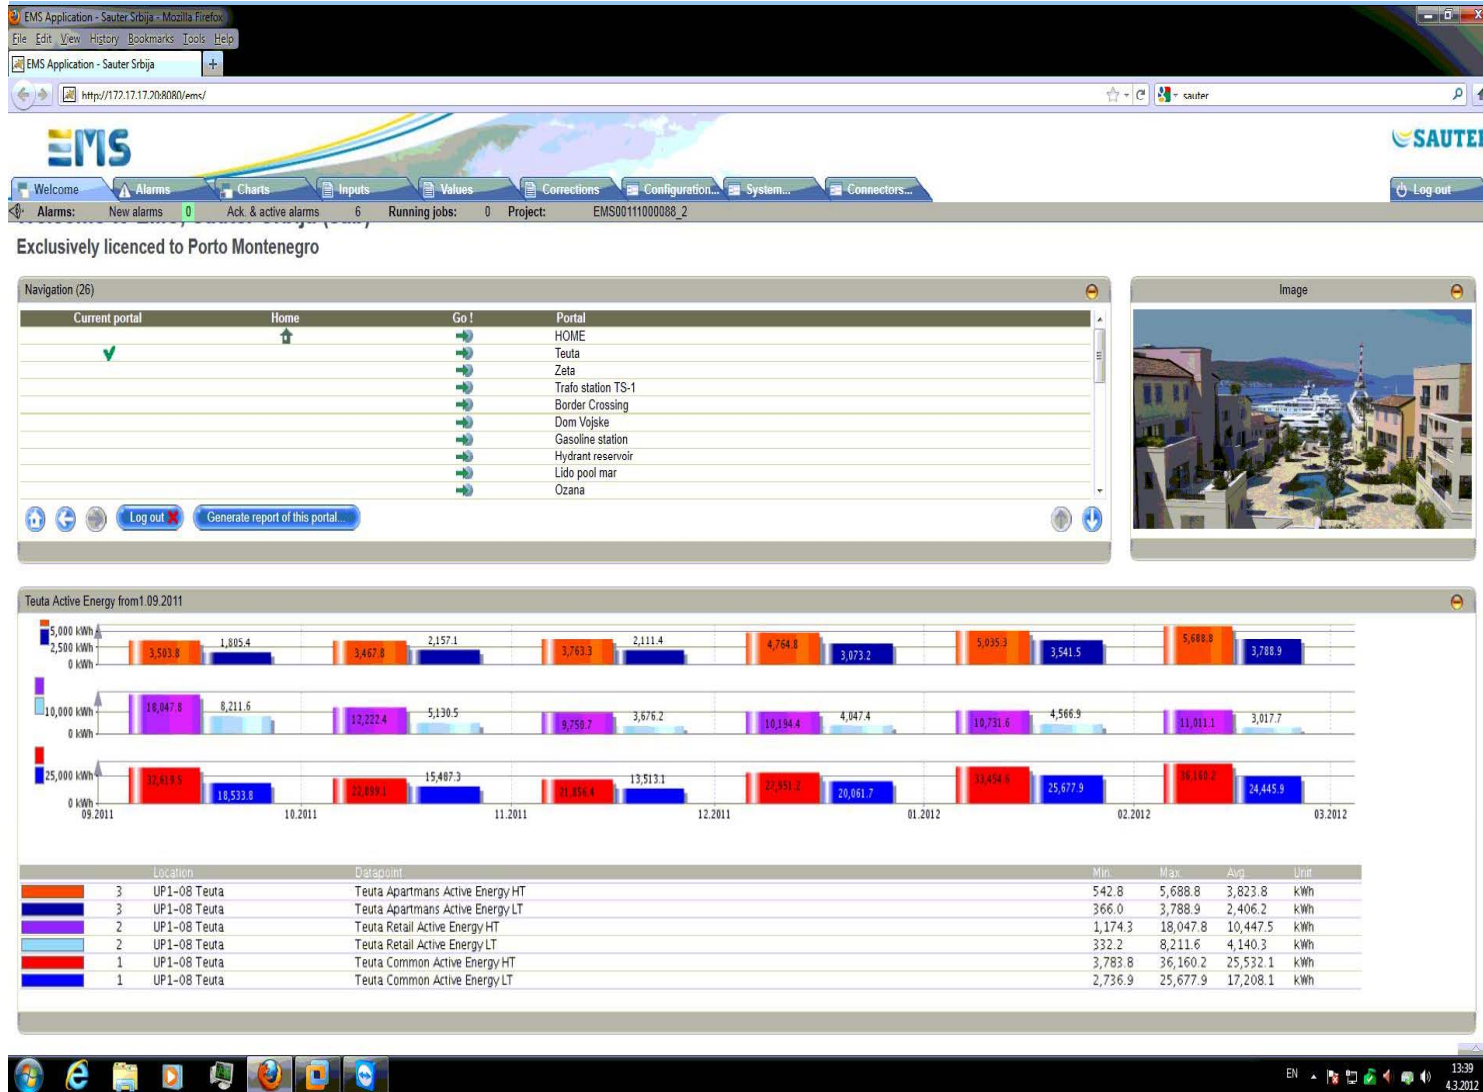 EMS Application - Sauter Srbija - Mozilla Firefox
File Edit View History Bookmarks Tools Help
EMS Application - Sauter Srbija
http://172.17.17.20:8080/ems/
sauter
EMS
SAUTER
Welcome Alarms Charts Inputs Values Corrections Configuration... System... Connectors... Log out
Alarms: New alarms 0 Ack. & active alarms 6 Running jobs: 0 Project: EMS00111000088_2
Exclusively licenced to Porto Montenegro
Navigation (26)
Image
Current portal Home Go ! Portal
HOME
Teuta
Zeta
Trafo station TS-1
Border Crossing
Dom Vojske
Gasoline station
Hydrant reservoir
Lido pool mar
Ozana
Log out Generate report of this portal...
Teuta Active Energy from1.09.2011
5,000 kWh
2,500 kWh
0 kWh
3,503.8 1,805.4 3,467.8 2,157.1 3,763.3 2,111.4 4,764.8 3,073.2 5,035.3 3,541.5 5,688.8 3,788.9
10,000 kWh
0 kWh
18,047.8 8,211.6 12,222.4 5,130.5 9,750.7 3,676.2 10,194.4 4,047.4 10,731.6 4,566.9 11,011.1 3,017.7
25,000 kWh
0 kWh
18,533.8 22,899.1 15,487.3 21,856.4 13,513.1 27,951.2 20,061.7 33,454.6 25,677.9 36,160.2 24,445.9
09.2011 10.2011 11.2011 12.2011 01.2012 02.2012 03.2012
Location Datapoint Min. Max. Avg. Unit
3 UP1-08 Teuta Teuta Apartmans Active Energy HT 542.8 5,688.8 3,823.8 kWh
3 UP1-08 Teuta Teuta Apartmans Active Energy LT 366.0 3,788.9 2,406.2 kWh
2 UP1-08 Teuta Teuta Retail Active Energy HT 1,174.3 18,047.8 10,447.5 kWh
2 UP1-08 Teuta Teuta Retail Active Energy LT 332.2 8,211.6 4,140.3 kWh
1 UP1-08 Teuta Teuta Common Active Energy HT 3,783.8 36,160.2 25,532.1 kWh
1 UP1-08 Teuta Teuta Common Active Energy LT 2,736.9 25,677.9 17,208.1 kWh
EN 13:39
4.3.2012